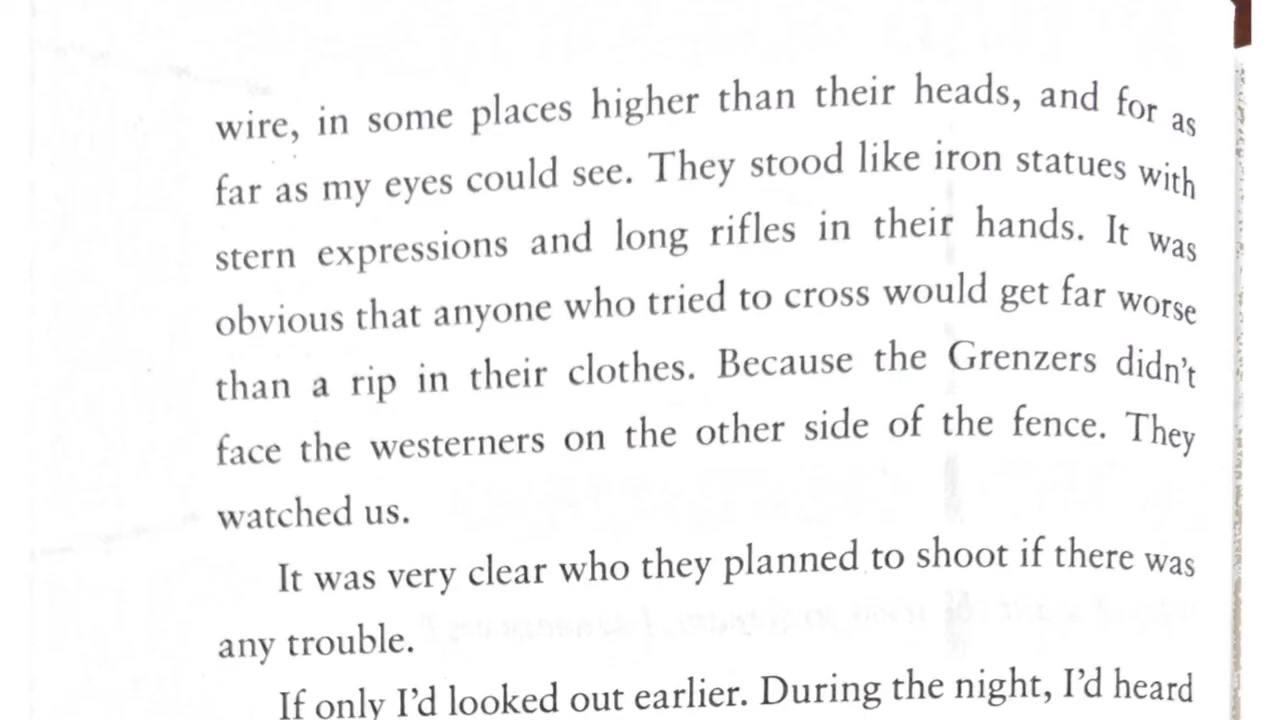 wire, in some places higher than their heads, and for as
far as my eyes could see. They stood like iron statues with
stern expressions and long rifles in their hands. It was
obvious that anyone who tried to cross would get far worse
than a rip in their clothes. Because the Grenzers didn't
face the westerners on the other side of the fence. They
watched us.
It was very clear who they planned to shoot if there was
any trouble.
If only I'd looked out earlier. During the night, I'd heard